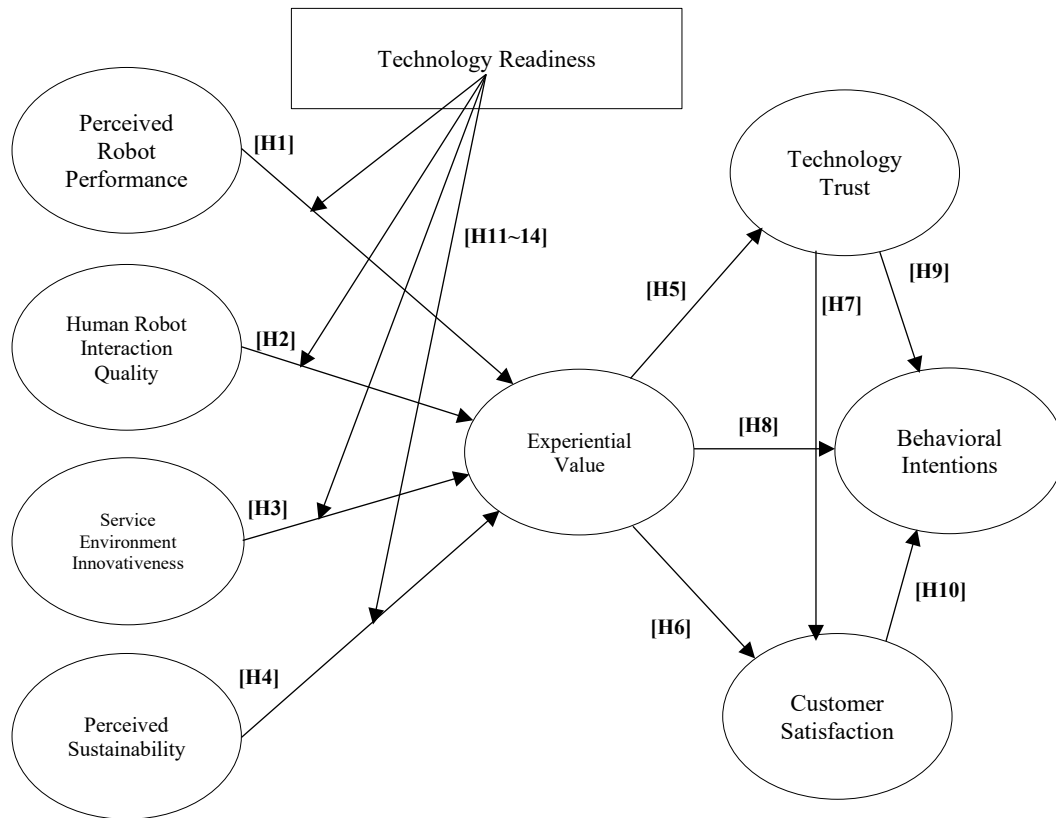 Technology Readiness
Perceived
Robot
Performance
[H1]
Technology
Trust
[H11~14]
[H9]
[H5]
[H7]
Human Robot
Interaction
Quality
[H2]
Experiential
Value
[H8]
Behavioral
Intentions
Service
Environment
Innovativeness
[H3]
[H10]
[H6]
[H4]
Perceived
Sustainability
Customer
Satisfaction